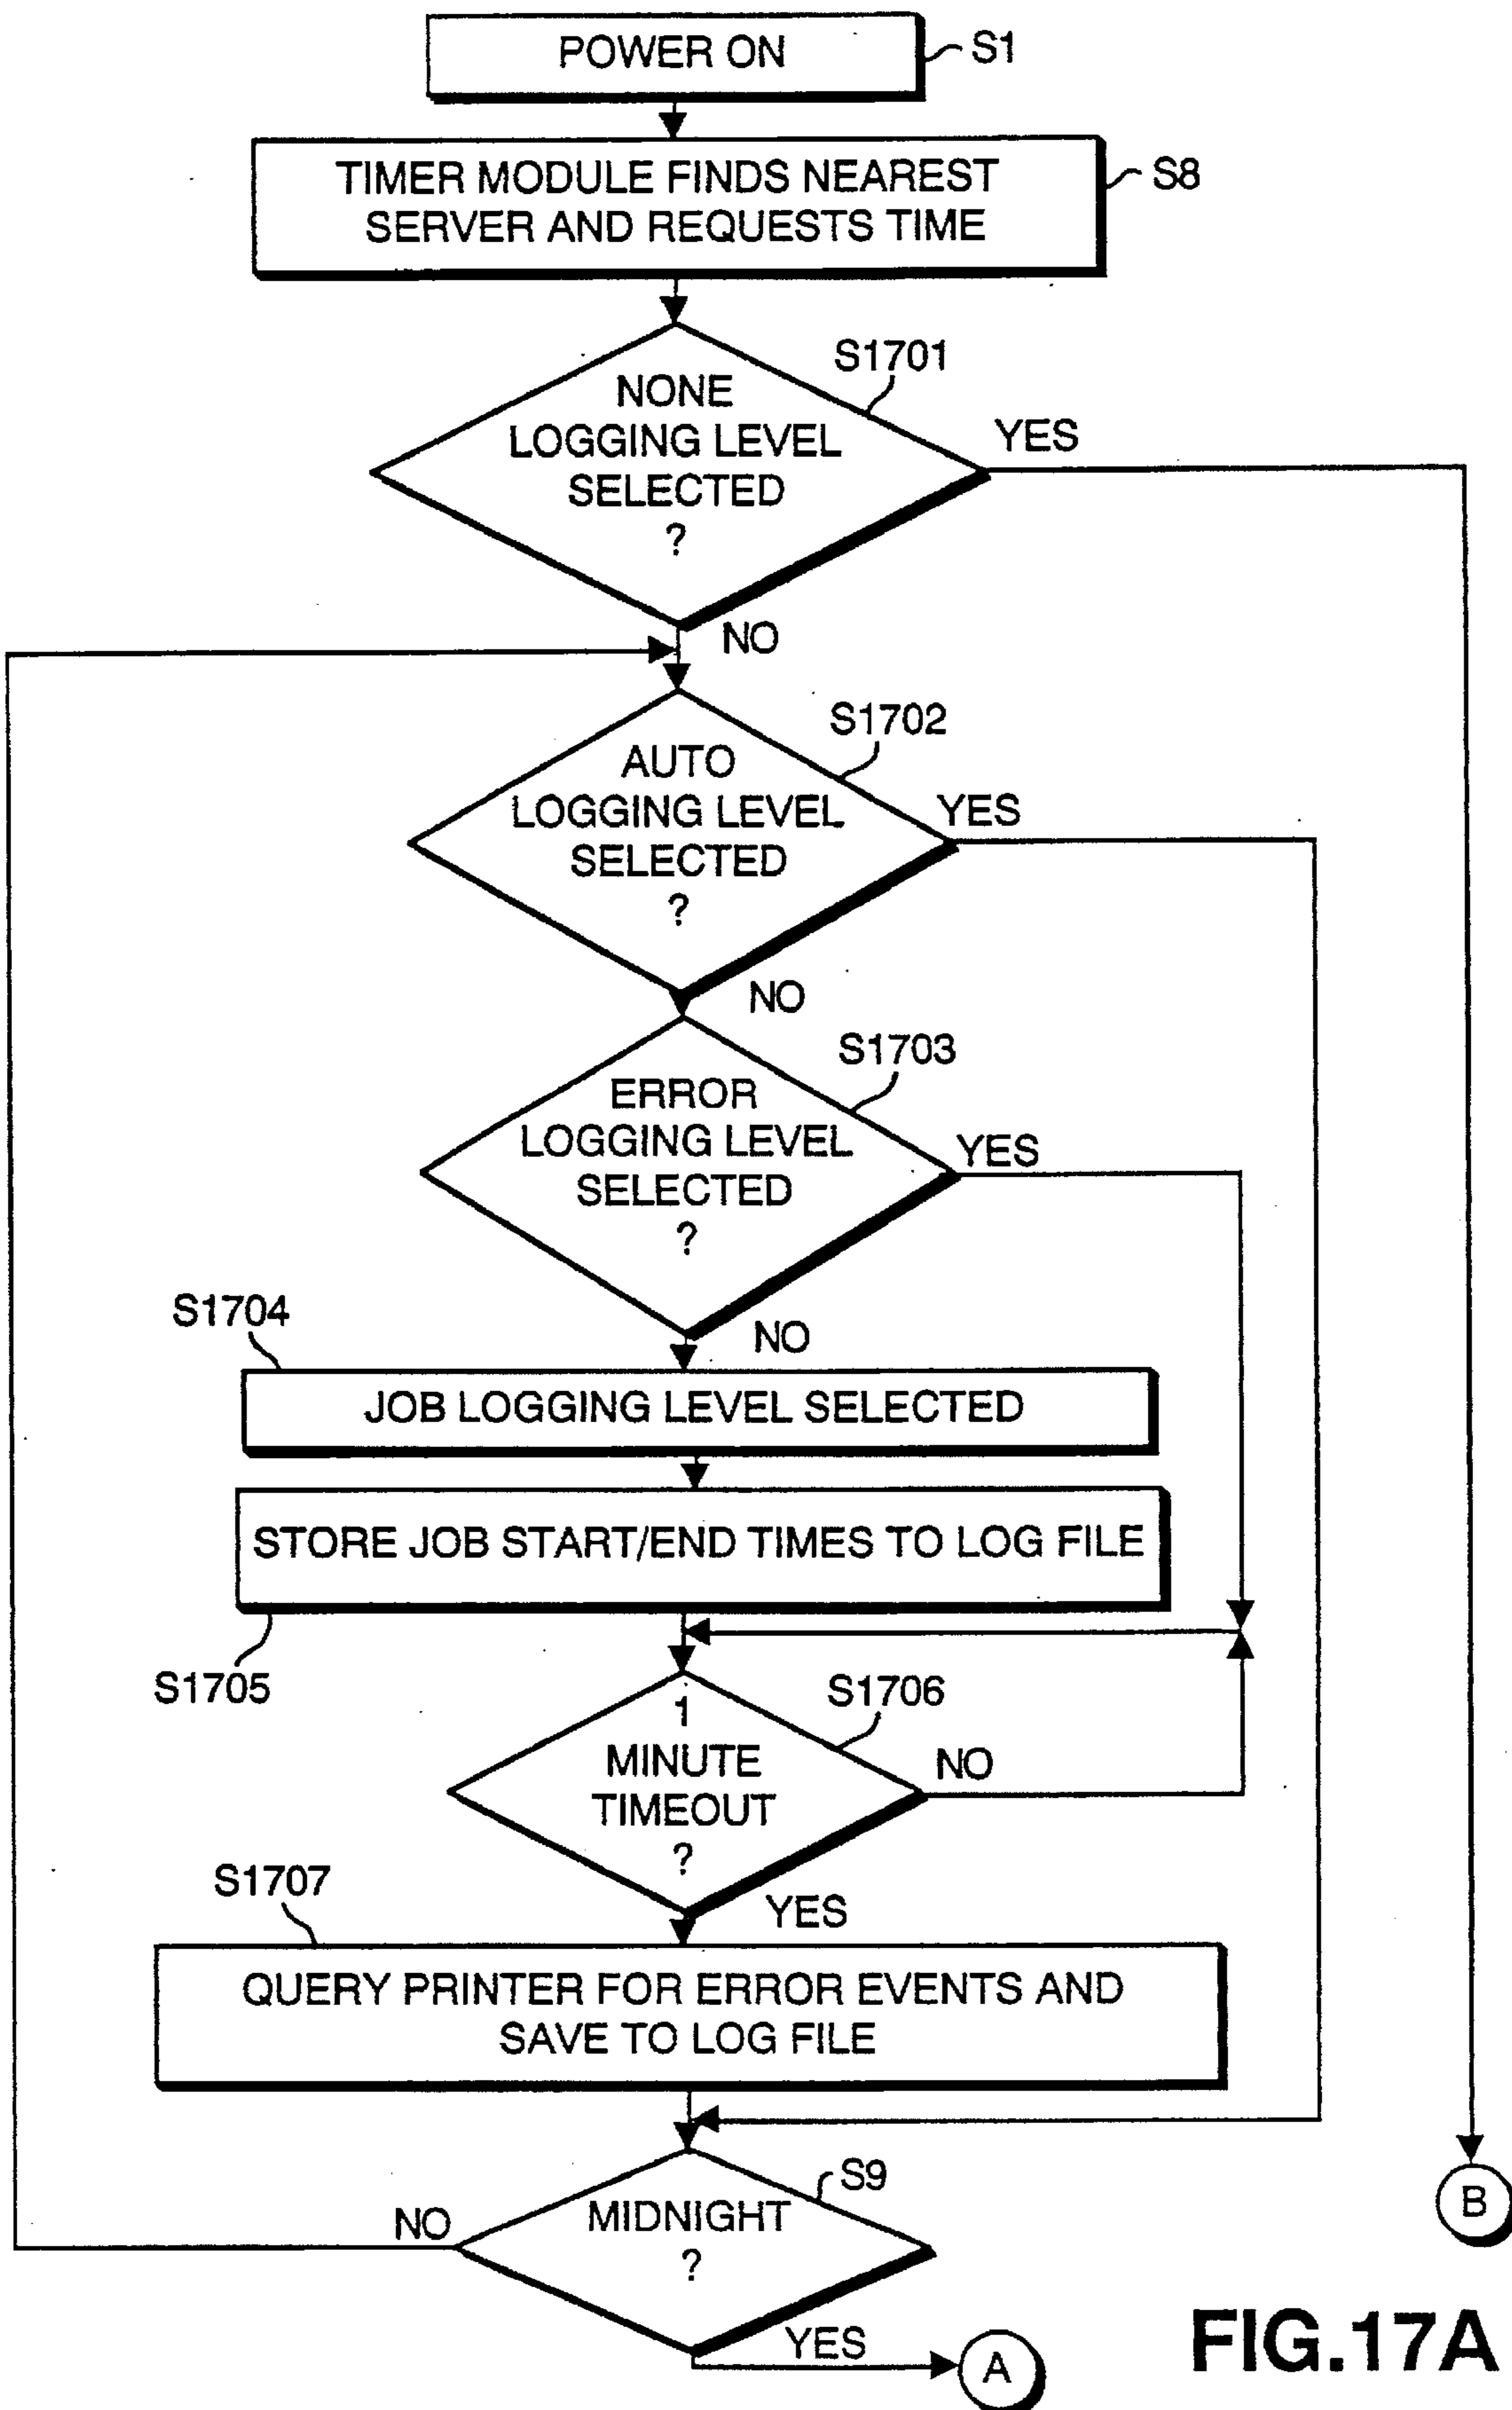 POWER ON
S1
TIMER MODULE FINDS NEAREST
SERVER AND REQUESTS TIME
S8
S1701
NONE
LOGGING LEVEL
SELECTED
?
YES
NO
S1702
AUTO
LOGGING LEVEL
SELECTED
?
YES
NO
S1703
ERROR
LOGGING LEVEL
SELECTED
?
YES
NO
S1704
JOB LOGGING LEVEL SELECTED
STORE JOB START/END TIMES TO LOG FILE
S1705
S1706
1
MINUTE
TIMEOUT
?
NO
YES
S1707
QUERY PRINTER FOR ERROR EVENTS AND
SAVE TO LOG FILE
S9
MIDNIGHT
?
NO
YES
A
B
FIG.17A